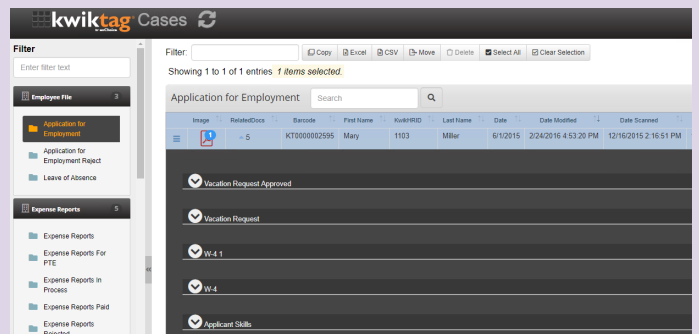 kwiktag Cases
by enChoice
Filter
Enter filter text
Employee File 3
Application for
Employment
Application for
Employment Reject
Leave of Absence
Expense Reports 5
Expense Reports
Expense Reports For
PTE
Expense Reports In
Process
Expense Reports Paid
Expense Reports
Rejected
«
Filter: Copy Excel CSV Move Delete Select All Clear Selection
Showing 1 to 1 of 1 entries 1 items selected.
Application for Employment Search
Image RelatedDocs Barcode First Name KwikHRID Last Name Date Date Modified Date Scanned
1 5 KT0000002595 Mary 1103 Miller 6/1/2015 2/24/2016 4:53:20 PM 12/16/2015 2:16:51 PM
Vacation Request Approved
Vacation Request
W-4 1
W-4
Applicant Skills